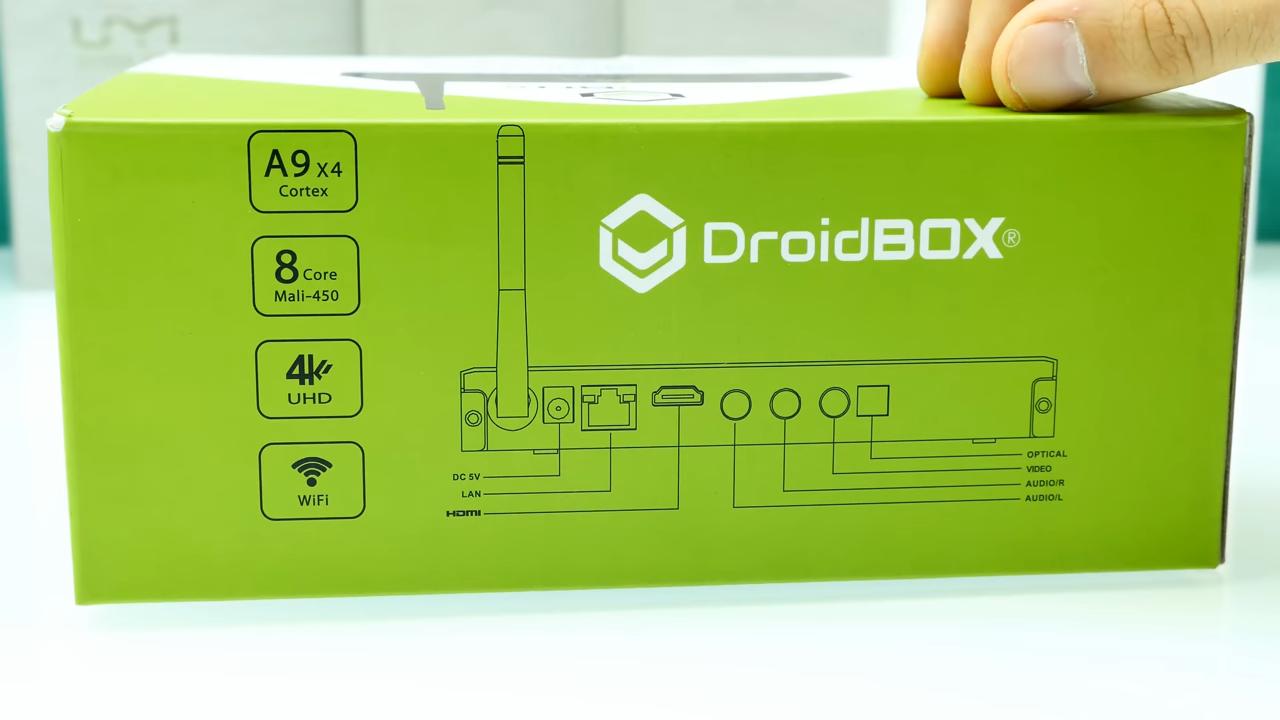 A9 X4
Cortex
8 Core
Mali-450
4K
UHD
WiFi
DroidBOX®
DC 5V
LAN
HDMI
OPTICAL
VIDEO
AUDIO/R
AUDIO/L